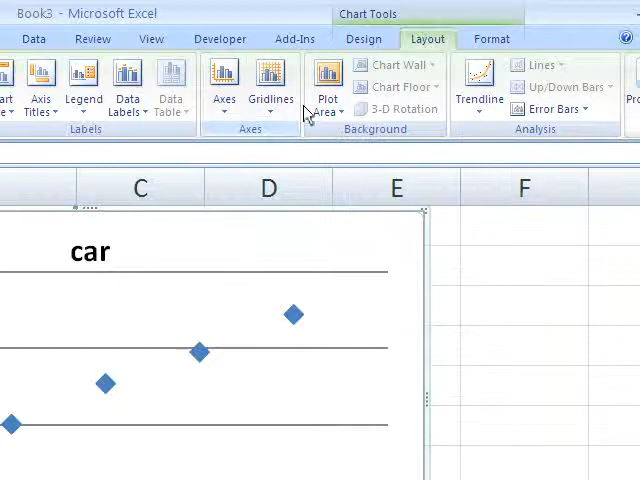 Book3 - Microsoft Excel
Chart Tools
Data Review View Developer Add-Ins Design Layout Format
Axis Titles
Legend
Data Labels
Data Table
Labels
Axes
Gridlines
Axes
Plot Area
Chart Wall
Chart Floor
3-D Rotation
Background
Trendline
Lines
Up/Down Bars
Error Bars
Analysis
C D E F
car